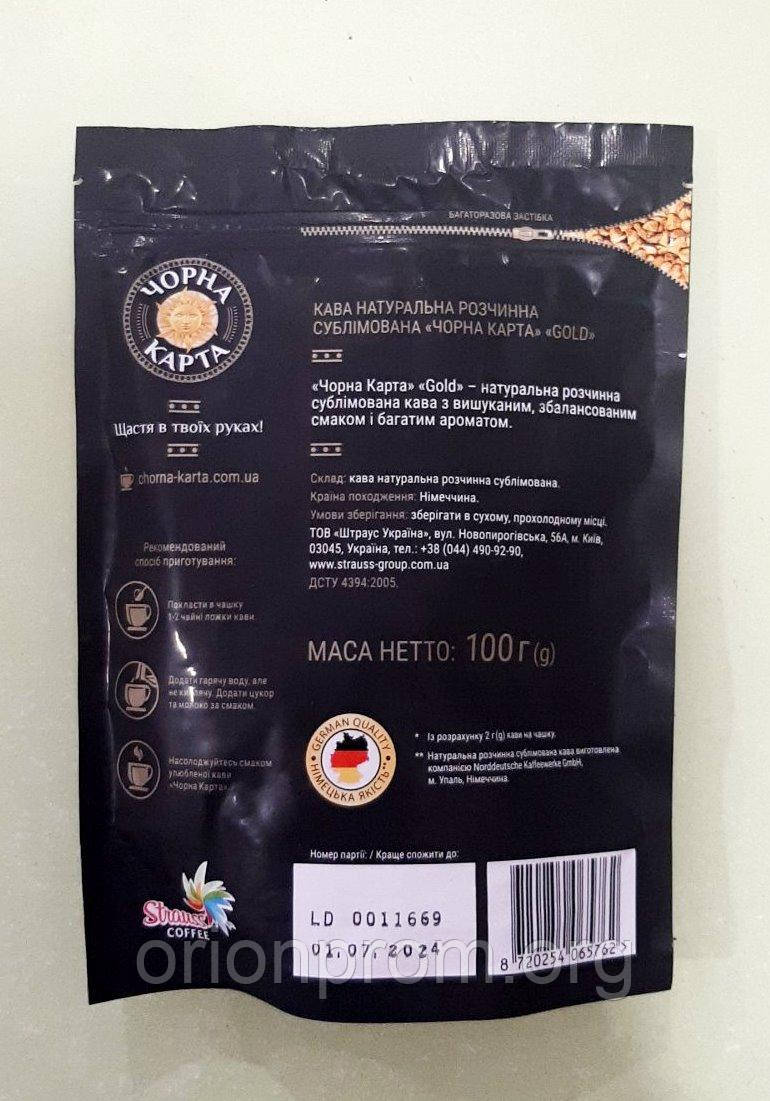 БАГАТОРАЗОВА ЗАСТІБКА
ЧОРНА
КАРТА
Щастя в твоїх руках!
chorna-karta.com.ua
Рекомендований
спосіб приготування:
Покласти в чашку
1-2 чайні ложки кави.
Додати гарячу воду, але
не киплячу. Додати цукор
та молоко за смаком.
Насолоджуйтесь смаком
улюбленої кави
«Чорна Карта».
Strauss
COFFEE
КАВА НАТУРАЛЬНА РОЗЧИННА
СУБЛІМОВАНА «ЧОРНА КАРТА» «GOLD»
«Чорна Карта» «Gold» – натуральна розчинна
сублімована кава з вишуканим, збалансованим
смаком і багатим ароматом.
Склад: кава натуральна розчинна сублімована.
Країна походження: Німеччина.
Умови зберігання: зберігати в сухому, прохолодному місці.
ТОВ «Штраус Україна», вул. Новопирогівська, 56А, м. Київ,
03045, Україна, тел.: +38 (044) 490-92-90,
www.strauss-group.com.ua
ДСТУ 4394:2005.
МАСА НЕТТО: 100 г (g)
GERMAN QUALITY
НІМЕЦЬКА ЯКІСТЬ**
* Із розрахунку 2 г(g) кави на чашку.
** Натуральна розчинна сублімована кава виготовлена
компанією Norddeutsche Kaffeewerke GmbH,
м. Упаль, Німеччина.
Номер партії: / Краще спожити до:
LD 0011669
01.07.2024
8 720254 065762
orionprom.org